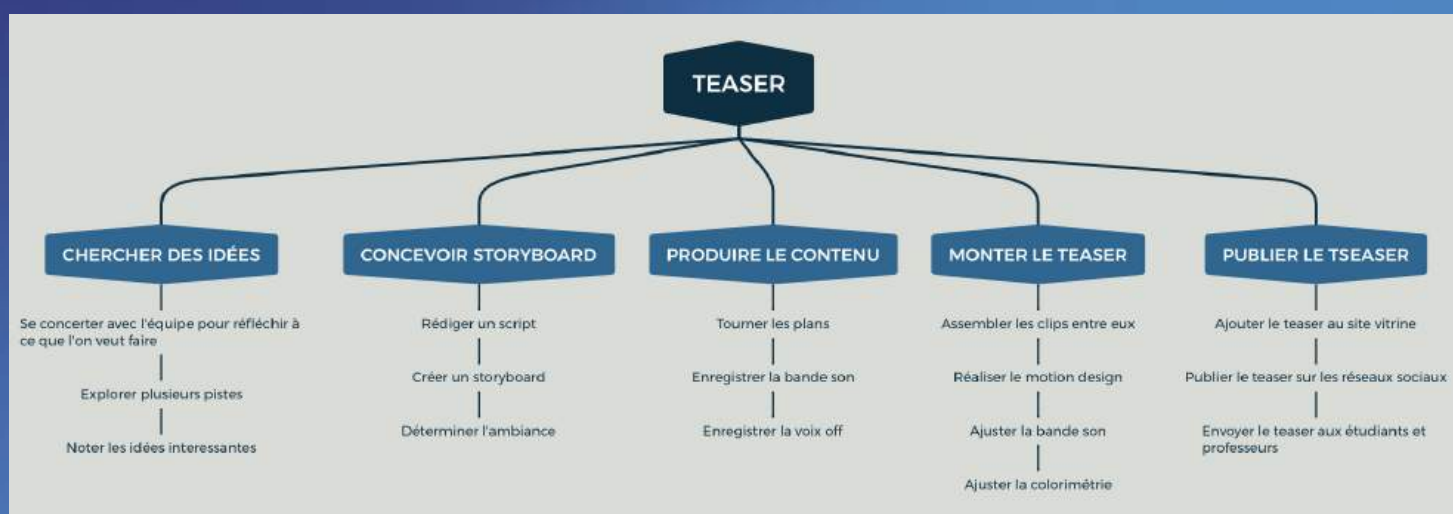 TEASER
CHERCHER DES IDÉES
Se concerter avec l'équipe pour réfléchir à
ce que l'on veut faire
Explorer plusieurs pistes
Noter les idées interessantes
CONCEVOIR STORYBOARD
Rédiger un script
Créer un storyboard
Déterminer l'ambiance
PRODUIRE LE CONTENU
Tourner les plans
Enregistrer la bande son
Enregistrer la voix off
MONTER LE TEASER
Assembler les clips entre eux
Réaliser le motion design
Ajuster la bande son
Ajuster la colorimétrie
PUBLIER LE TSEASER
Ajouter le teaser au site vitrine
Publier le teaser sur les réseaux sociaux
Envoyer le teaser aux étudiants et
professeurs